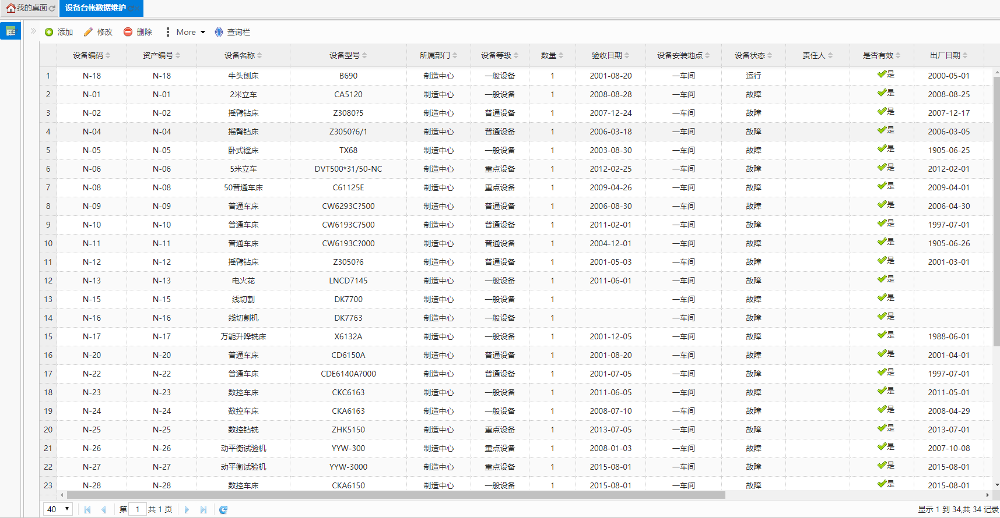 我的桌面 设备台帐数据维护
添加 修改 删除 More 查询栏
设备编码 资产编号 设备名称 设备型号 所属部门 设备等级 数量 验收日期 设备安装地点 设备状态 责任人 是否有效 出厂日期
1 N-18 N-18 牛头刨床 B690 制造中心 一般设备 1 2001-08-20 一车间 运行 是 2000-05-01
2 N-01 N-01 2米立车 CA5120 制造中心 一般设备 1 2008-08-28 一车间 故障 是 2008-08-25
3 N-02 N-02 摇臂钻床 Z3080?5 制造中心 普通设备 1 2007-12-24 一车间 故障 是 2007-12-17
4 N-04 N-04 摇臂钻床 Z3050?6/1 制造中心 普通设备 1 2006-03-18 一车间 故障 是 2006-03-05
5 N-05 N-05 卧式镗床 TX68 制造中心 一般设备 1 2003-08-30 一车间 故障 是 1905-06-25
6 N-06 N-06 5米立车 DVT500*31/50-NC 制造中心 重点设备 1 2012-02-25 一车间 故障 是 2012-02-01
7 N-08 N-08 50普通车床 C61125E 制造中心 重点设备 1 2009-04-26 一车间 故障 是 2009-04-01
8 N-09 N-09 普通车床 CW6293C?500 制造中心 普通设备 1 2006-08-30 一车间 故障 是 2006-04-30
9 N-10 N-10 普通车床 CW6193C?500 制造中心 普通设备 1 2011-02-01 一车间 故障 是 1997-07-01
10 N-11 N-11 普通车床 CW6193C?000 制造中心 普通设备 1 2004-12-01 一车间 故障 是 1905-06-26
11 N-12 N-12 摇臂钻床 Z3050?6 制造中心 普通设备 1 2001-05-03 一车间 故障 是 2001-03-01
12 N-13 N-13 电火花 LNCD7145 制造中心 一般设备 1 2011-06-01 一车间 故障 是
13 N-15 N-15 线切割 DK7700 制造中心 一般设备 1 一车间 故障 是
14 N-16 N-16 线切割机 DK7763 制造中心 一般设备 1 一车间 故障 是
15 N-17 N-17 万能升降铣床 X6132A 制造中心 一般设备 1 2001-12-05 一车间 故障 是 1988-06-01
16 N-20 N-20 普通车床 CD6150A 制造中心 普通设备 1 2001-08-20 一车间 故障 是 2001-04-01
17 N-22 N-22 普通车床 CDE6140A?000 制造中心 普通设备 1 2001-07-05 一车间 故障 是 1997-07-01
18 N-23 N-23 数控车床 CKC6163 制造中心 一般设备 1 2011-06-05 一车间 故障 是 2011-05-01
19 N-24 N-24 数控车床 CKA6163 制造中心 一般设备 1 2008-07-10 一车间 故障 是 2008-04-29
20 N-25 N-25 数控钻铣 ZHK5150 制造中心 重点设备 1 2013-07-05 一车间 故障 是 2013-07-01
21 N-26 N-26 动平衡试验机 YYW-300 制造中心 重点设备 1 2008-01-03 一车间 故障 是 2007-10-08
22 N-27 N-27 动平衡试验机 YYW-3000 制造中心 重点设备 1 2015-08-01 一车间 故障 是 2015-08-01
23 N-28 N-28 数控车床 CKA6150 制造中心 一般设备 1 2015-08-01 一车间 故障 是 2015-08-01
40 第 1 共 1 页 显示 1 到 34,共 34 记录